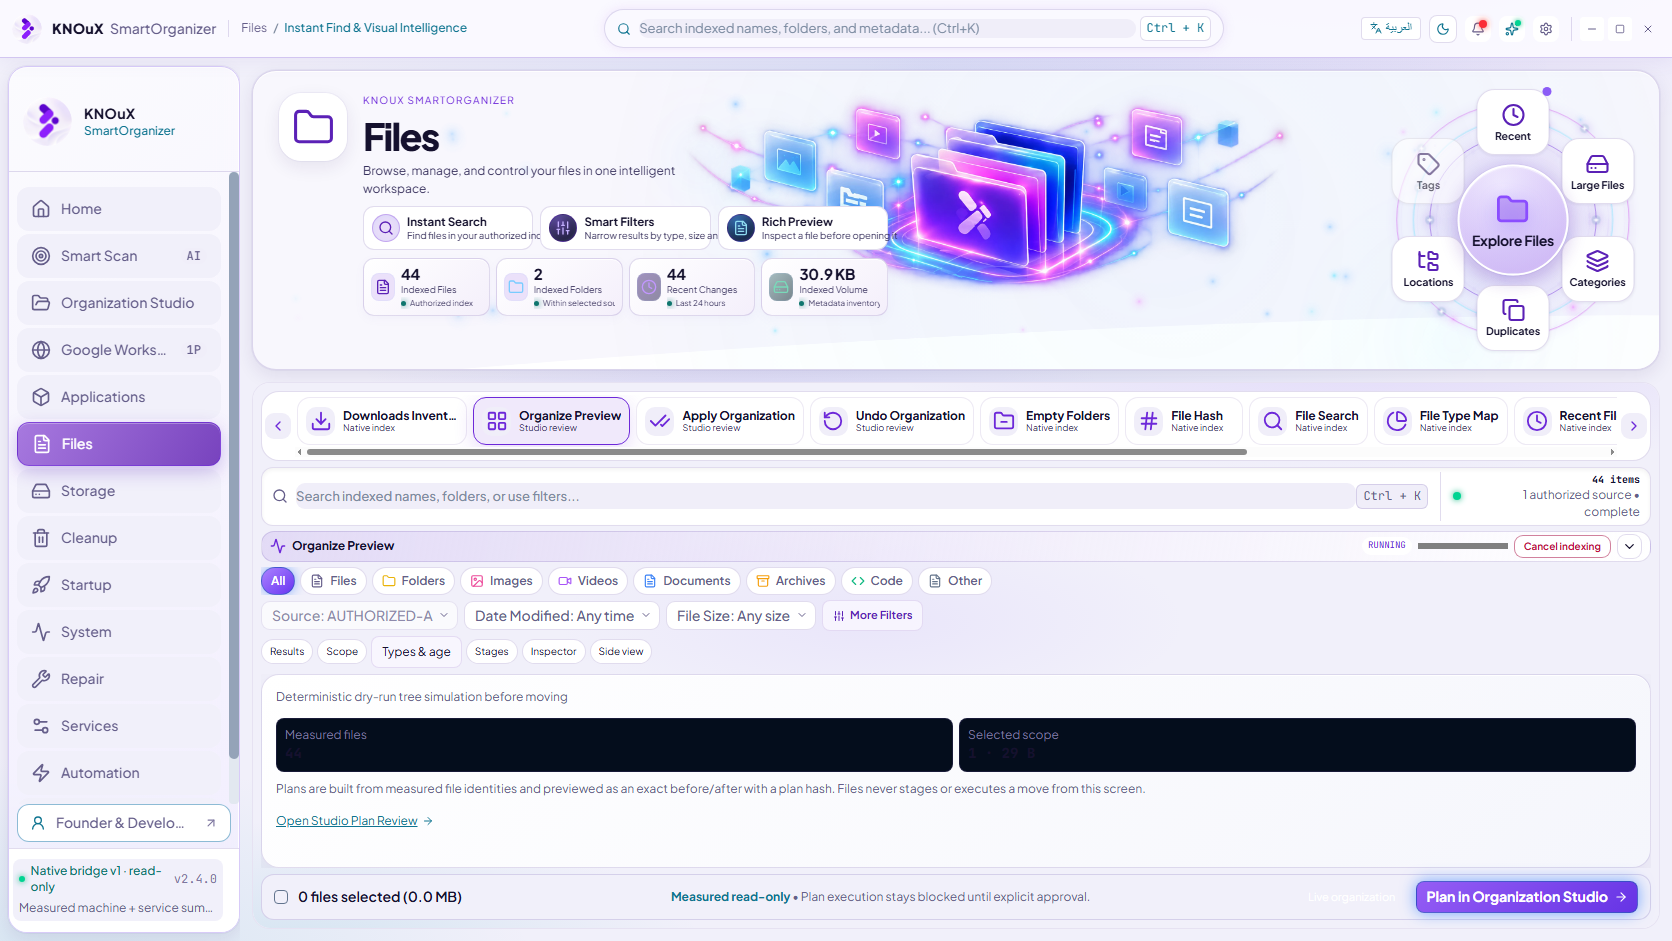 KNOuX SmartOrganizer
Files / Instant Find & Visual Intelligence
Search indexed names, folders, and metadata... (Ctrl+K)
Ctrl + K
العربية
KNOuX
SmartOrganizer
Home
Smart Scan AI
Organization Studio
Google Works... 1P
Applications
Files
Storage
Cleanup
Startup
System
Repair
Services
Automation
Founder & Develo...
Native bridge v1 · read-only
v2.4.0
Measured machine + service sum...
KNOUX SMARTORGANIZER
Files
Browse, manage, and control your files in one intelligent
workspace.
Instant Search
Find files in your authorized ind
Smart Filters
Narrow results by type, size an
Rich Preview
Inspect a file before opening it
44
Indexed Files
Authorized index
2
Indexed Folders
Within selected sou
44
Recent Changes
Last 24 hours
30.9 KB
Indexed Volume
Metadata inventory
Recent
Tags
Large Files
Explore Files
Locations
Categories
Duplicates
Downloads Invent...
Native index
Organize Preview
Studio review
Apply Organization
Studio review
Undo Organization
Studio review
Empty Folders
Native index
File Hash
Native index
File Search
Native index
File Type Map
Native index
Recent Fil
Native index
Search indexed names, folders, or use filters...
Ctrl + K
44 items
1 authorized source •
complete
Organize Preview
RUNNING
Cancel indexing
All
Files
Folders
Images
Videos
Documents
Archives
Code
Other
Source: AUTHORIZED-A
Date Modified: Any time
File Size: Any size
More Filters
Results
Scope
Types & age
Stages
Inspector
Side view
Deterministic dry-run tree simulation before moving
Measured files
44
Selected scope
1 · 29 B
Plans are built from measured file identities and previewed as an exact before/after with a plan hash. Files never stages or executes a move from this screen.
Open Studio Plan Review →
0 files selected (0.0 MB)
Measured read-only • Plan execution stays blocked until explicit approval.
Live organization
Plan in Organization Studio →